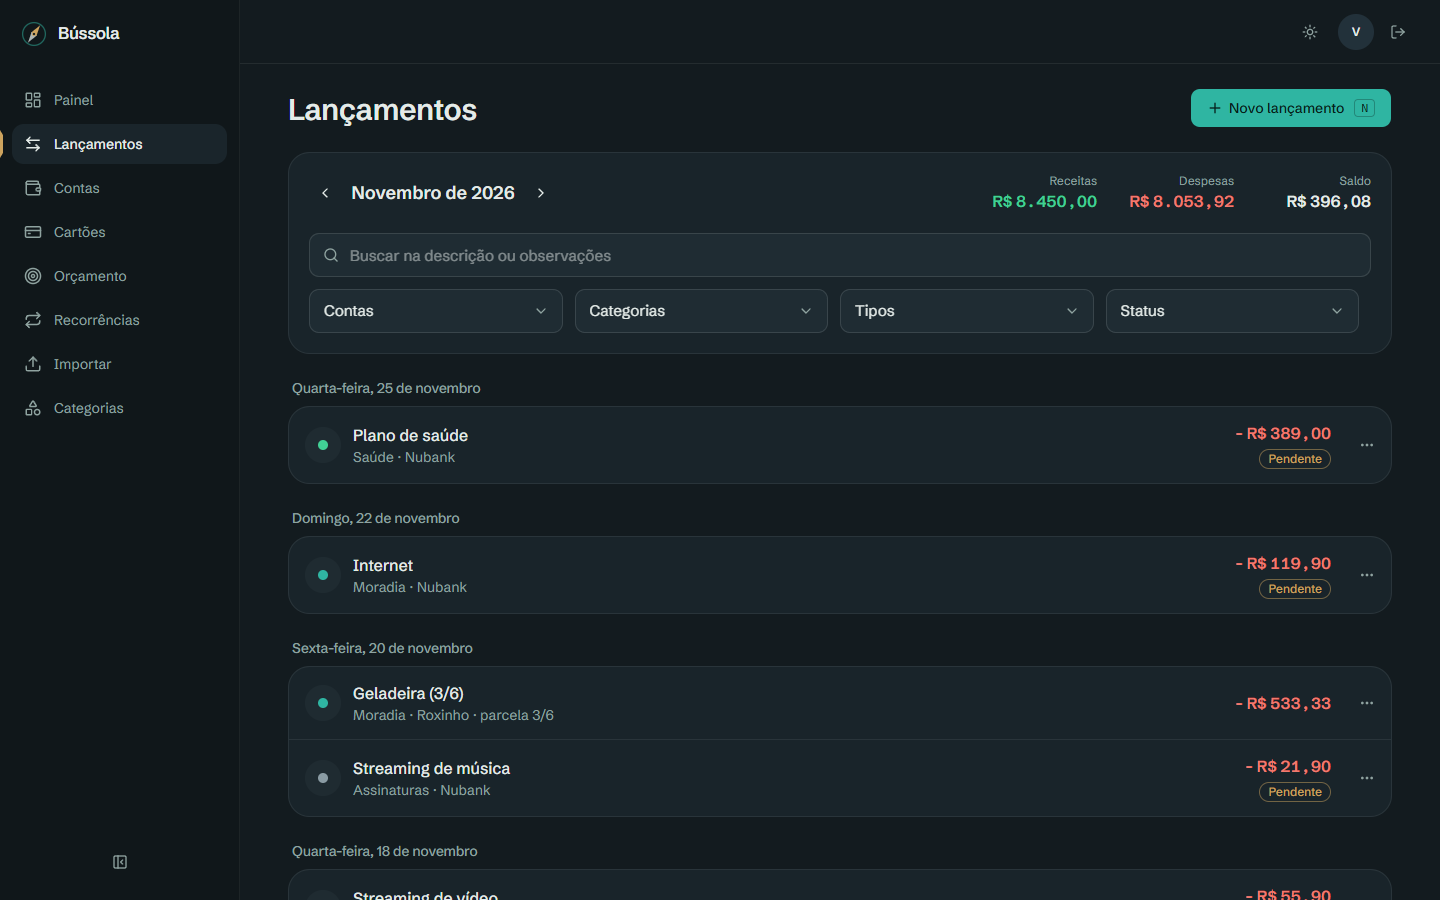 Bússola
V
Painel
Lançamentos
Contas
Cartões
Orçamento
Recorrências
Importar
Categorias
Lançamentos
+ Novo lançamento N
Novembro de 2026
Receitas
R$ 8.450,00
Despesas
R$ 8.053,92
Saldo
R$ 396,08
Buscar na descrição ou observações
Contas
Categorias
Tipos
Status
Quarta-feira, 25 de novembro
Plano de saúde
Saúde · Nubank
- R$ 389,00
Pendente
Domingo, 22 de novembro
Internet
Moradia · Nubank
- R$ 119,90
Pendente
Sexta-feira, 20 de novembro
Geladeira (3/6)
Moradia · Roxinho · parcela 3/6
- R$ 533,33
Streaming de música
Assinaturas · Nubank
- R$ 21,90
Pendente
Quarta-feira, 18 de novembro
Streaming de vídeo
- R$ 55,90